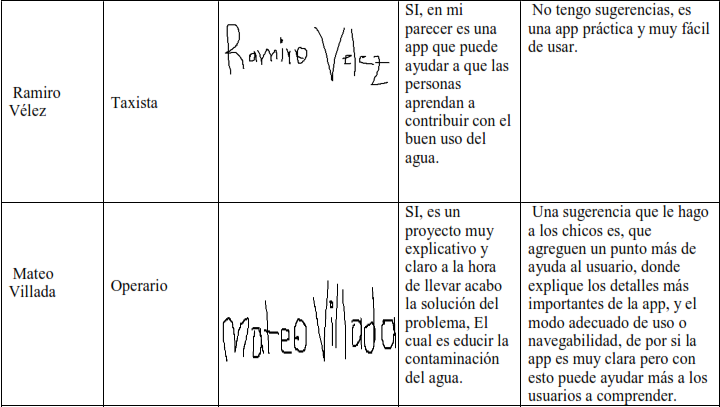 Ramiro
Vélez
Taxista
Ramiro Velez
SI, en mi
parecer es una
app que puede
ayudar a que las
personas
aprendan a
contribuir con el
buen uso del
agua.
No tengo sugerencias, es
una app práctica y muy fácil
de usar.
Mateo
Villada
Operario
Mateo Villada
SI, es un
proyecto muy
explicativo y
claro a la hora
de llevar acabo
la solución del
problema, El
cual es educir la
contaminación
del agua.
Una sugerencia que le hago
a los chicos es, que
agreguen un punto más de
ayuda al usuario, donde
explique los detalles más
importantes de la app, y el
modo adecuado de uso o
navegabilidad, de por si la
app es muy clara pero con
esto puede ayudar más a los
usuarios a comprender.